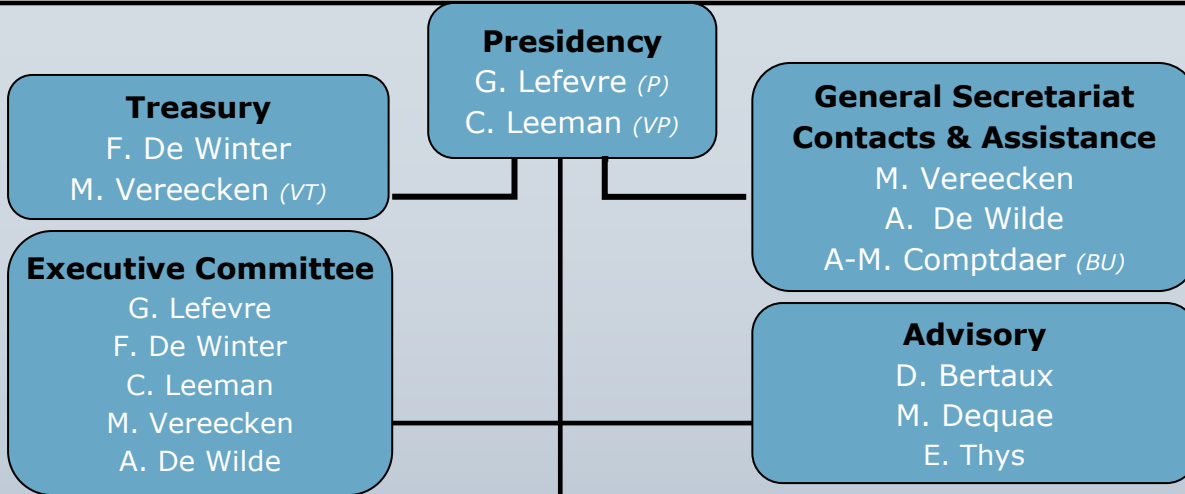 Presidency
G. Lefevre (P)
C. Leeman (VP)
Treasury
F. De Winter
M. Vereecken (VT)
General Secretariat
Contacts & Assistance
M. Vereecken
A. De Wilde
A-M. Comptdaer (BU)
Executive Committee
G. Lefevre
F. De Winter
C. Leeman
M. Vereecken
A. De Wilde
Advisory
D. Bertaux
M. Dequae
E. Thys